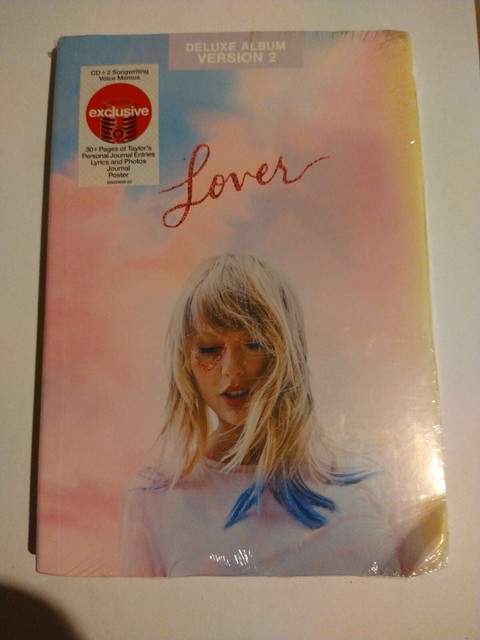 DELUXE ALBUM
VERSION 2
CD + 2 Songwriting
Voice Memos
exclusive
30+ Pages of Taylor's
Personal Journal Entries
Lyrics and Photos
Journal
Poster
Lover